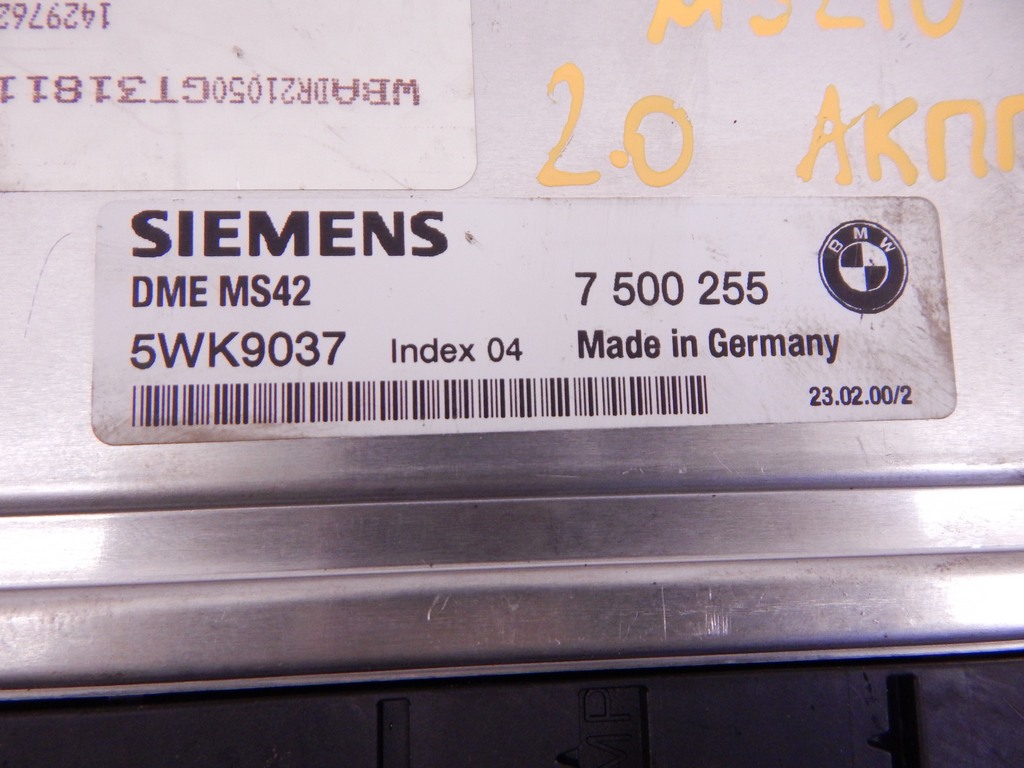 1429762
WBADR21050GT31811
2.0 АКПП
SIEMENS
DME MS42
7 500 255
BMW
5WK9037 Index 04 Made in Germany
23.02.00/2
MP